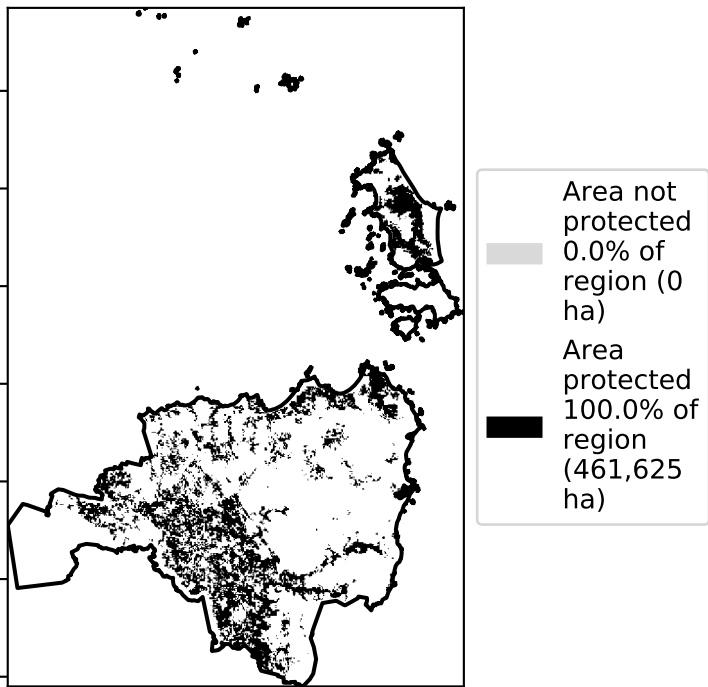 Area not
protected
0.0% of
region (0
ha)
Area
protected
100.0% of
region
(461,625
ha)